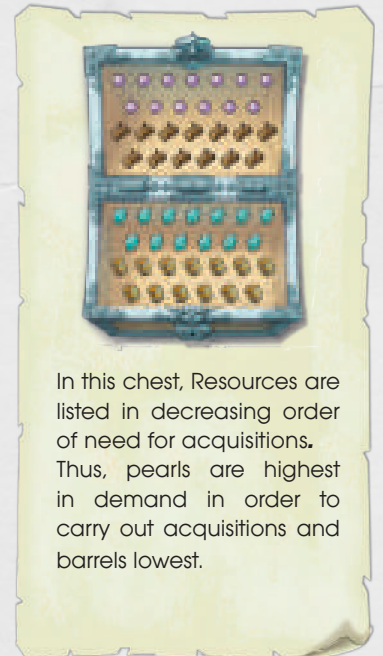 In this chest, Resources are
listed in decreasing order
of need for acquisitions.
Thus, pearls are highest
in demand in order to
carry out acquisitions and
barrels lowest.